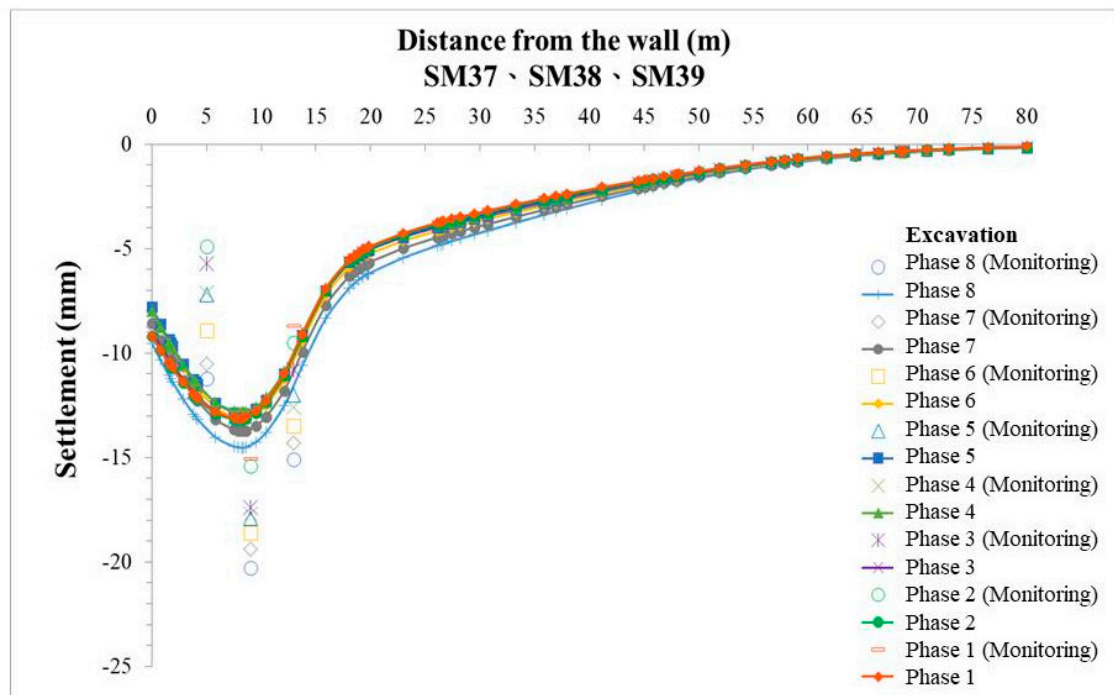 Distance from the wall (m)
SM37、SM38、SM39
0 5 10 15 20 25 30 35 40 45 50 55 60 65 70 75 80
0
-5
-10
-15
-20
-25
Settlement (mm)
Excavation
Phase 8 (Monitoring)
Phase 8
Phase 7 (Monitoring)
Phase 7
Phase 6 (Monitoring)
Phase 6
Phase 5 (Monitoring)
Phase 5
Phase 4 (Monitoring)
Phase 4
Phase 3 (Monitoring)
Phase 3
Phase 2 (Monitoring)
Phase 2
Phase 1 (Monitoring)
Phase 1